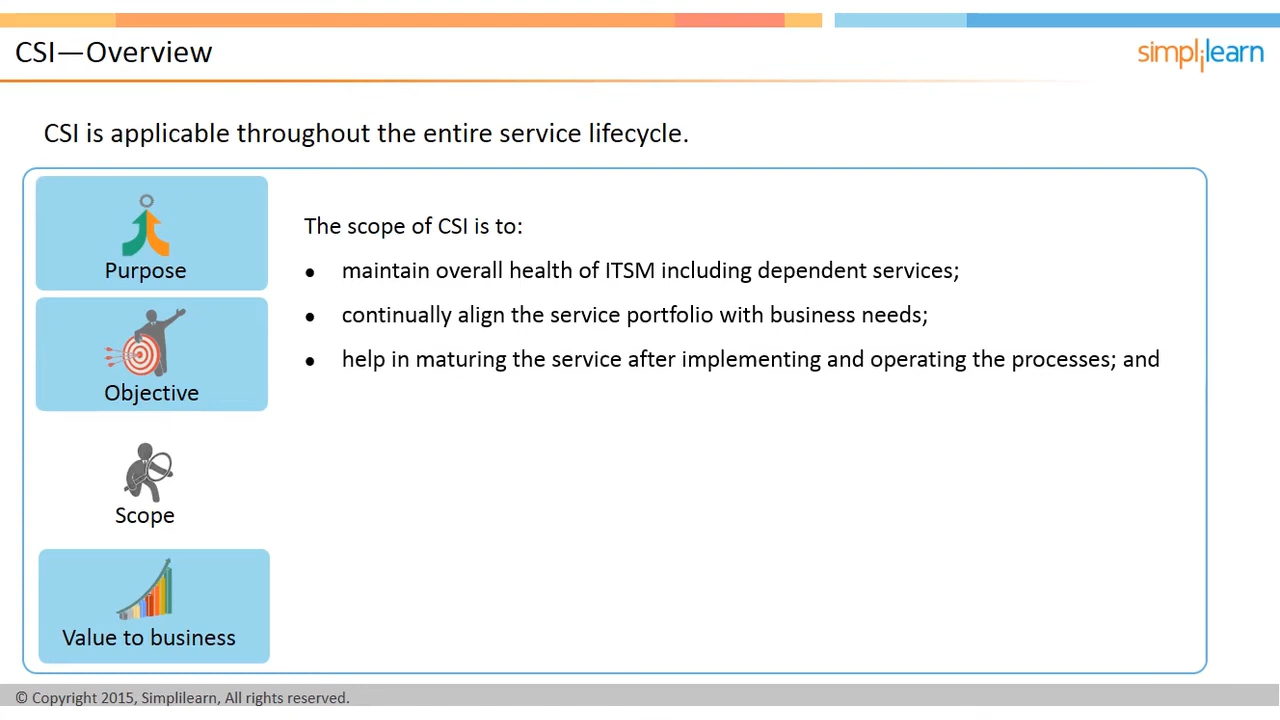 CSI—Overview
simplilearn
CSI is applicable throughout the entire service lifecycle.
Purpose
Objective
Scope
Value to business
The scope of CSI is to:
● maintain overall health of ITSM including dependent services;
● continually align the service portfolio with business needs;
● help in maturing the service after implementing and operating the processes; and
© Copyright 2015, Simplilearn, All rights reserved.